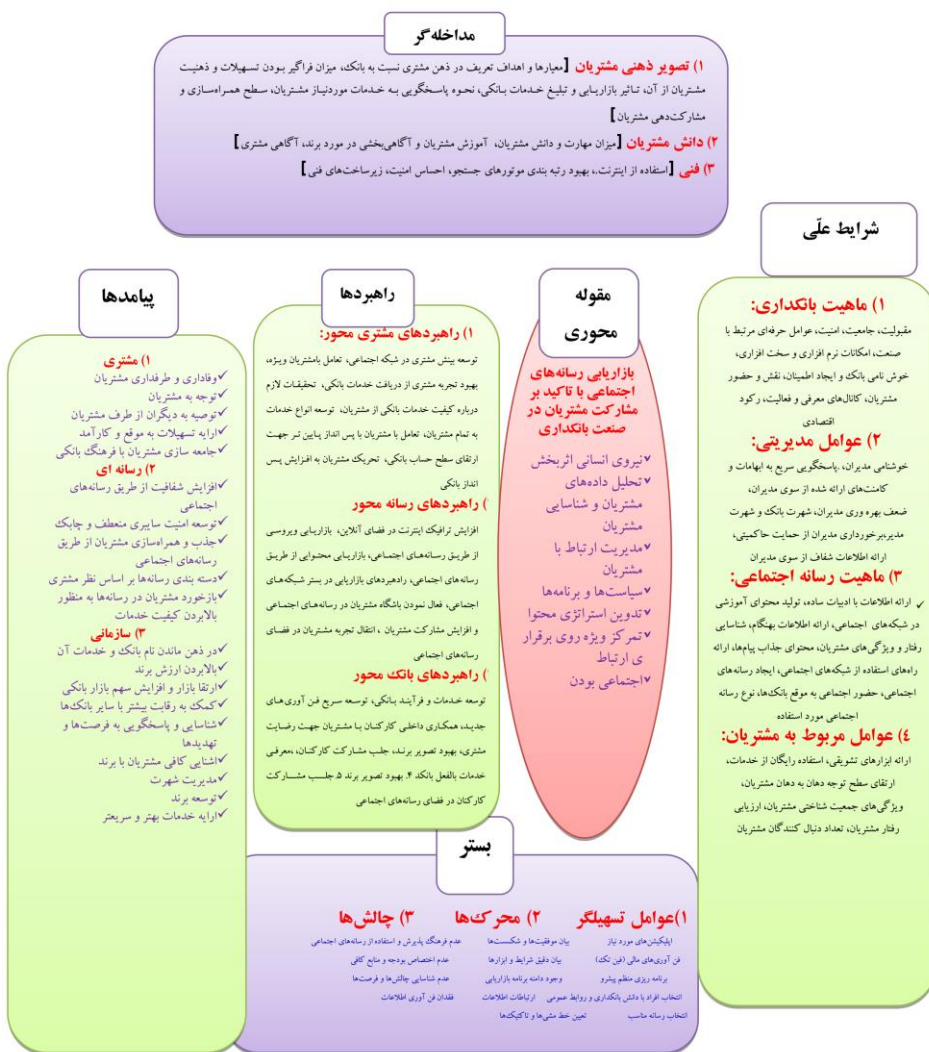 مداخله‌گر
۱) تصویر ذهنی مشتریان [معیارها و اهداف تعریف در ذهن مشتری نسبت به بانک، میزان فراگیر بودن تسهیلات و ذهنیت
مشتریان از آن، تاثیر بازاریابی و تبلیغ خدمات بانکی، نحوه پاسخگویی به خدمات موردنیاز مشتریان، سطح همراه‌سازی و
مشارکت‌دهی مشتریان]
۲) دانش مشتریان [میزان مهارت و دانش مشتریان، آموزش مشتریان و آگاهی‌بخشی در مورد برند، آگاهی مشتری]
۳) فنی [استفاده از اینترنت.، بهبود رتبه بندی موتورهای جستجو، احساس امنیت، زیرساخت‌های فنی]
شرایط علّی
۱) ماهیت بانکداری:
مقبولیت، جامعیت، امنیت، عوامل حرفه‌ای مرتبط با
صنعت، امکانات نرم افزاری و سخت افزاری،
خوش نامی بانک و ایجاد اطمینان، نقش و حضور
مشتریان، کانال‌های معرفی و فعالیت، رکود
اقتصادی
۲) عوامل مدیریتی:
خوشنامی مدیران، .پاسخگویی سریع به ابهامات و
کامنت‌های ارائه شده از سوی مدیران،
ضعف بهره وری مدیران، شهرت بانک و شهرت
مدیر،برخورداری مدیران از حمایت حاکمیتی،
ارائه اطلاعات شفاف از سوی مدیران
۳) ماهیت رسانه اجتماعی:
✓ ارائه اطلاعات با ادبیات ساده، تولید محتوای آموزشی
در شبکه‌های اجتماعی، ارائه اطلاعات بهنگام، شناسایی
رفتار و ویژگی‌های مشتریان، محتوای جذاب پیام‌ها، ارائه
راه‌های استفاده از شبکه‌های اجتماعی، ایجاد رسانه‌های
اجتماعی، حضور اجتماعی به موقع بانک‌ها، نوع رسانه
اجتماعی مورد استفاده
٤) عوامل مربوط به مشتریان:
ارائه ابزارهای تشویقی، استفاده رایگان از خدمات،
ارتقای سطح توجه دهان به دهان مشتریان،
ویژگی‌های جمعیت شناختی مشتریان، ارزیابی
رفتار مشتریان، تعداد دنبال کنندگان مشتریان
مقوله
محوری
بازاریابی رسانه‌های
اجتماعی با تاکید بر
مشارکت مشتریان در
صنعت بانکداری
✓نیروی انسانی اثربخش
✓تحلیل داده‌های
مشتریان و شناسایی
مشتریان
✓مدیریت ارتباط با
مشتریان
✓سیاست‌ها و برنامه‌ها
✓تدوین استراتژی محتوا
✓تمرکز ویژه روی برقرار
ی ارتباط
✓اجتماعی بودن
راهبردها
۱) راهبردهای مشتری محور:
توسعه بینش مشتری در شبکه اجتماعی، تعامل بامشتریان ویژه،
بهبود تجربه مشتری از دریافت خدمات بانکی، تحقیقات لازم
درباره کیفیت خدمات بانکی از مشتریان، توسعه انواع خدمات
به تمام مشتریان، تعامل با مشتریان با پس انداز پایین تر جهت
ارتقای سطح حساب بانکی، تحریک مشتریان به افزایش پس
انداز بانکی
) راهبردهای رسانه محور
افزایش ترافیک اینترنت در فضای آنلاین، بازاریابی ویروسی
از طریق رسانه‌های اجتماعی، بازاریابی محتوایی از طریق
رسانه‌های اجتماعی، رادهبردهای بازاریابی در بستر شبکه‌های
اجتماعی، فعال نمودن باشگاه مشتریان در رسانه‌های اجتماعی
و افزایش مشارکت مشتریان ، انتقال تجربه مشتریان در فضای
رسانه‌های اجتماعی
) راهبردهای بانک محور
توسعه خدمات و فرآیند بانکی، توسعه سریع فن آوری‌های
جدید، همکاری داخلی کارکنان با مشتریان جهت رضایت
مشتری، بهبود تصویر برند، جلب مشارکت کارکنان، ،معرفی
خدمات بالفعل بانکد ۴. بهبود تصویر برند ۵. جلب مشارکت
کارکنان در فضای رسانه‌های اجتماعی
پیامدها
۱) مشتری
✓وفاداری و طرفداری مشتریان
✓توجه به مشتریان
✓توصیه به دیگران از طرف مشتریان
✓ارایه تسهیلات به موقع و کارآمد
✓جامعه سازی مشتریان با فرهنگ بانکی
۲) رسانه ای
✓افزایش شفافیت از طریق رسانه‌های
اجتماعی
✓توسعه امنیت سایبری منعطف و چابک
✓جذب و همراه‌سازی مشتریان از طریق
رسانه‌های اجتماعی
✓دسته بندی رسانه‌ها بر اساس نظر مشتری
✓بازخورد مشتریان در رسانه‌ها به منظور
بالابردن کیفیت خدمات
۳) سازمانی
✓در ذهن ماندن نام بانک و خدمات آن
✓بالابردن ارزش برند
✓ارتقا بازار و افزایش سهم بازار بانکی
✓کمک به رقابت بیشتر با سایر بانک‌ها
✓شناسایی و پاسخگویی به فرصت‌ها و
تهدیدها
✓اشنایی کافی مشتریان با برند
✓مدیریت شهرت
✓توسعه برند
✓ارایه خدمات بهتر و سریعتر
بستر
۱)عوامل تسهیلگر ۲) محرک‌ها ۳) چالش‌ها
اپلیکیشن‌های مورد نیاز بیان موفقیت‌ها و شکست‌ها عدم فرهنگ پذیرش و استفاده از رسانه‌های اجتماعی
فن آوری‌های مالی (فین تک) بیان دقیق شرایط و ابزارها عدم اختصاص بودجه و منابع کافی
برنامه ریزی منظم پیشرو وجود دامنه برنامه بازاریابی عدم شناسایی چالش‌ها و فرصت‌ها
انتخاب افراد با دانش بانکداری و روابط عمومی ارتباطات اطلاعات فقدان فن آوری اطلاعات
انتخاب رسانه مناسب تعیین خط مشی‌ها و تاکتیک‌ها